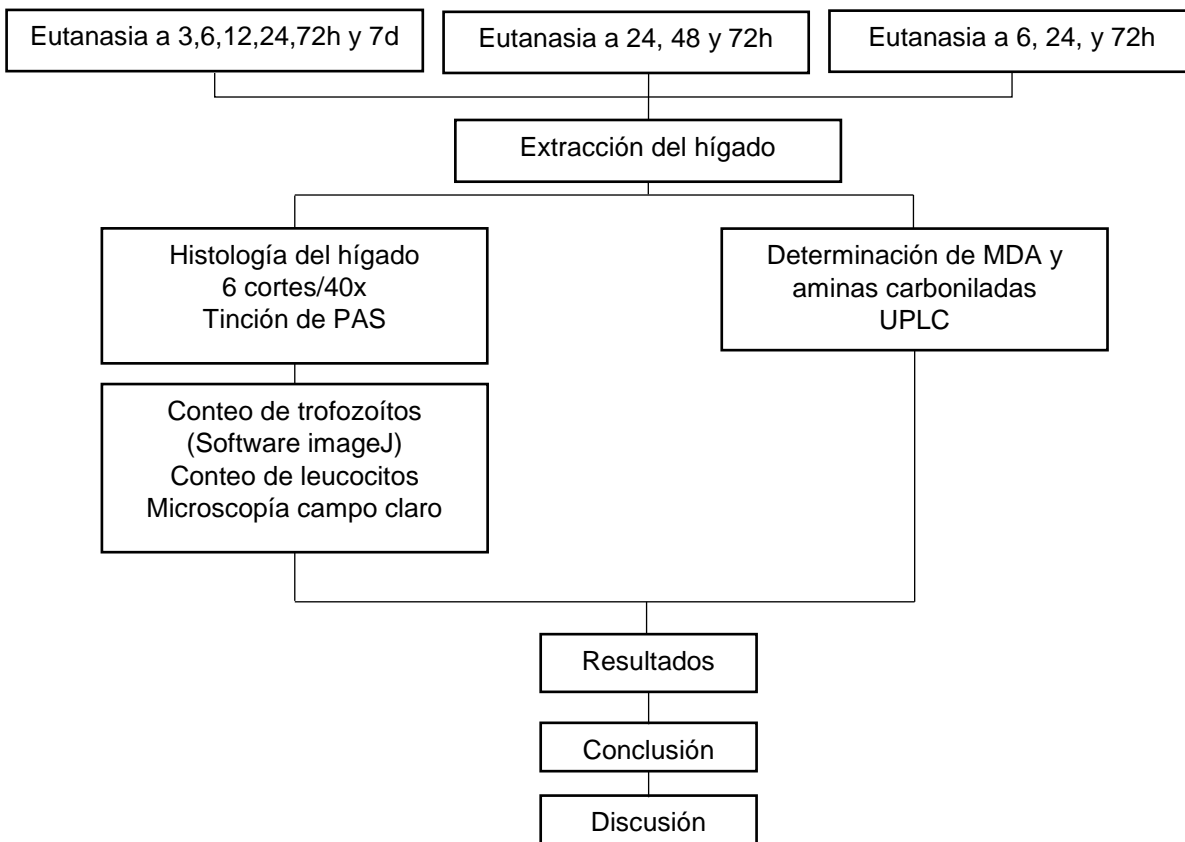 Eutanasia a 3,6,12,24,72h y 7d
Eutanasia a 24, 48 y 72h
Eutanasia a 6, 24, y 72h
Extracción del hígado
Histología del hígado
6 cortes/40x
Tinción de PAS
Determinación de MDA y
aminas carboniladas
UPLC
Conteo de trofozoítos
(Software imageJ)
Conteo de leucocitos
Microscopía campo claro
Resultados
Conclusión
Discusión